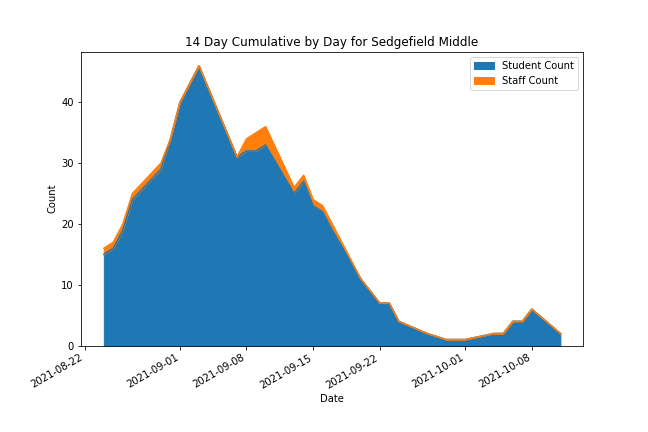 14 Day Cumulative by Day for Sedgefield Middle
Student Count
Staff Count
Count
40
30
20
10
0
2021-08-22
2021-09-01
2021-09-08
2021-09-15
2021-09-22
2021-10-01
2021-10-08
Date